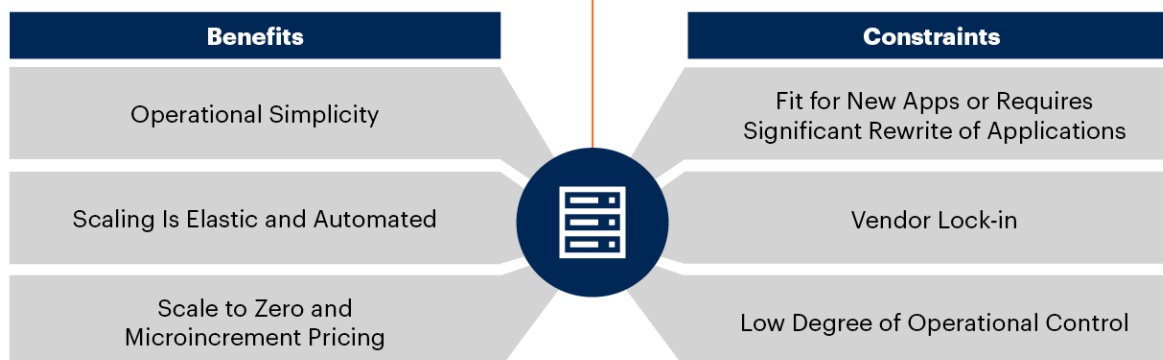 Benefits
Operational Simplicity
Scaling Is Elastic and Automated
Scale to Zero and
Microincrement Pricing
Constraints
Fit for New Apps or Requires
Significant Rewrite of Applications
Vendor Lock-in
Low Degree of Operational Control